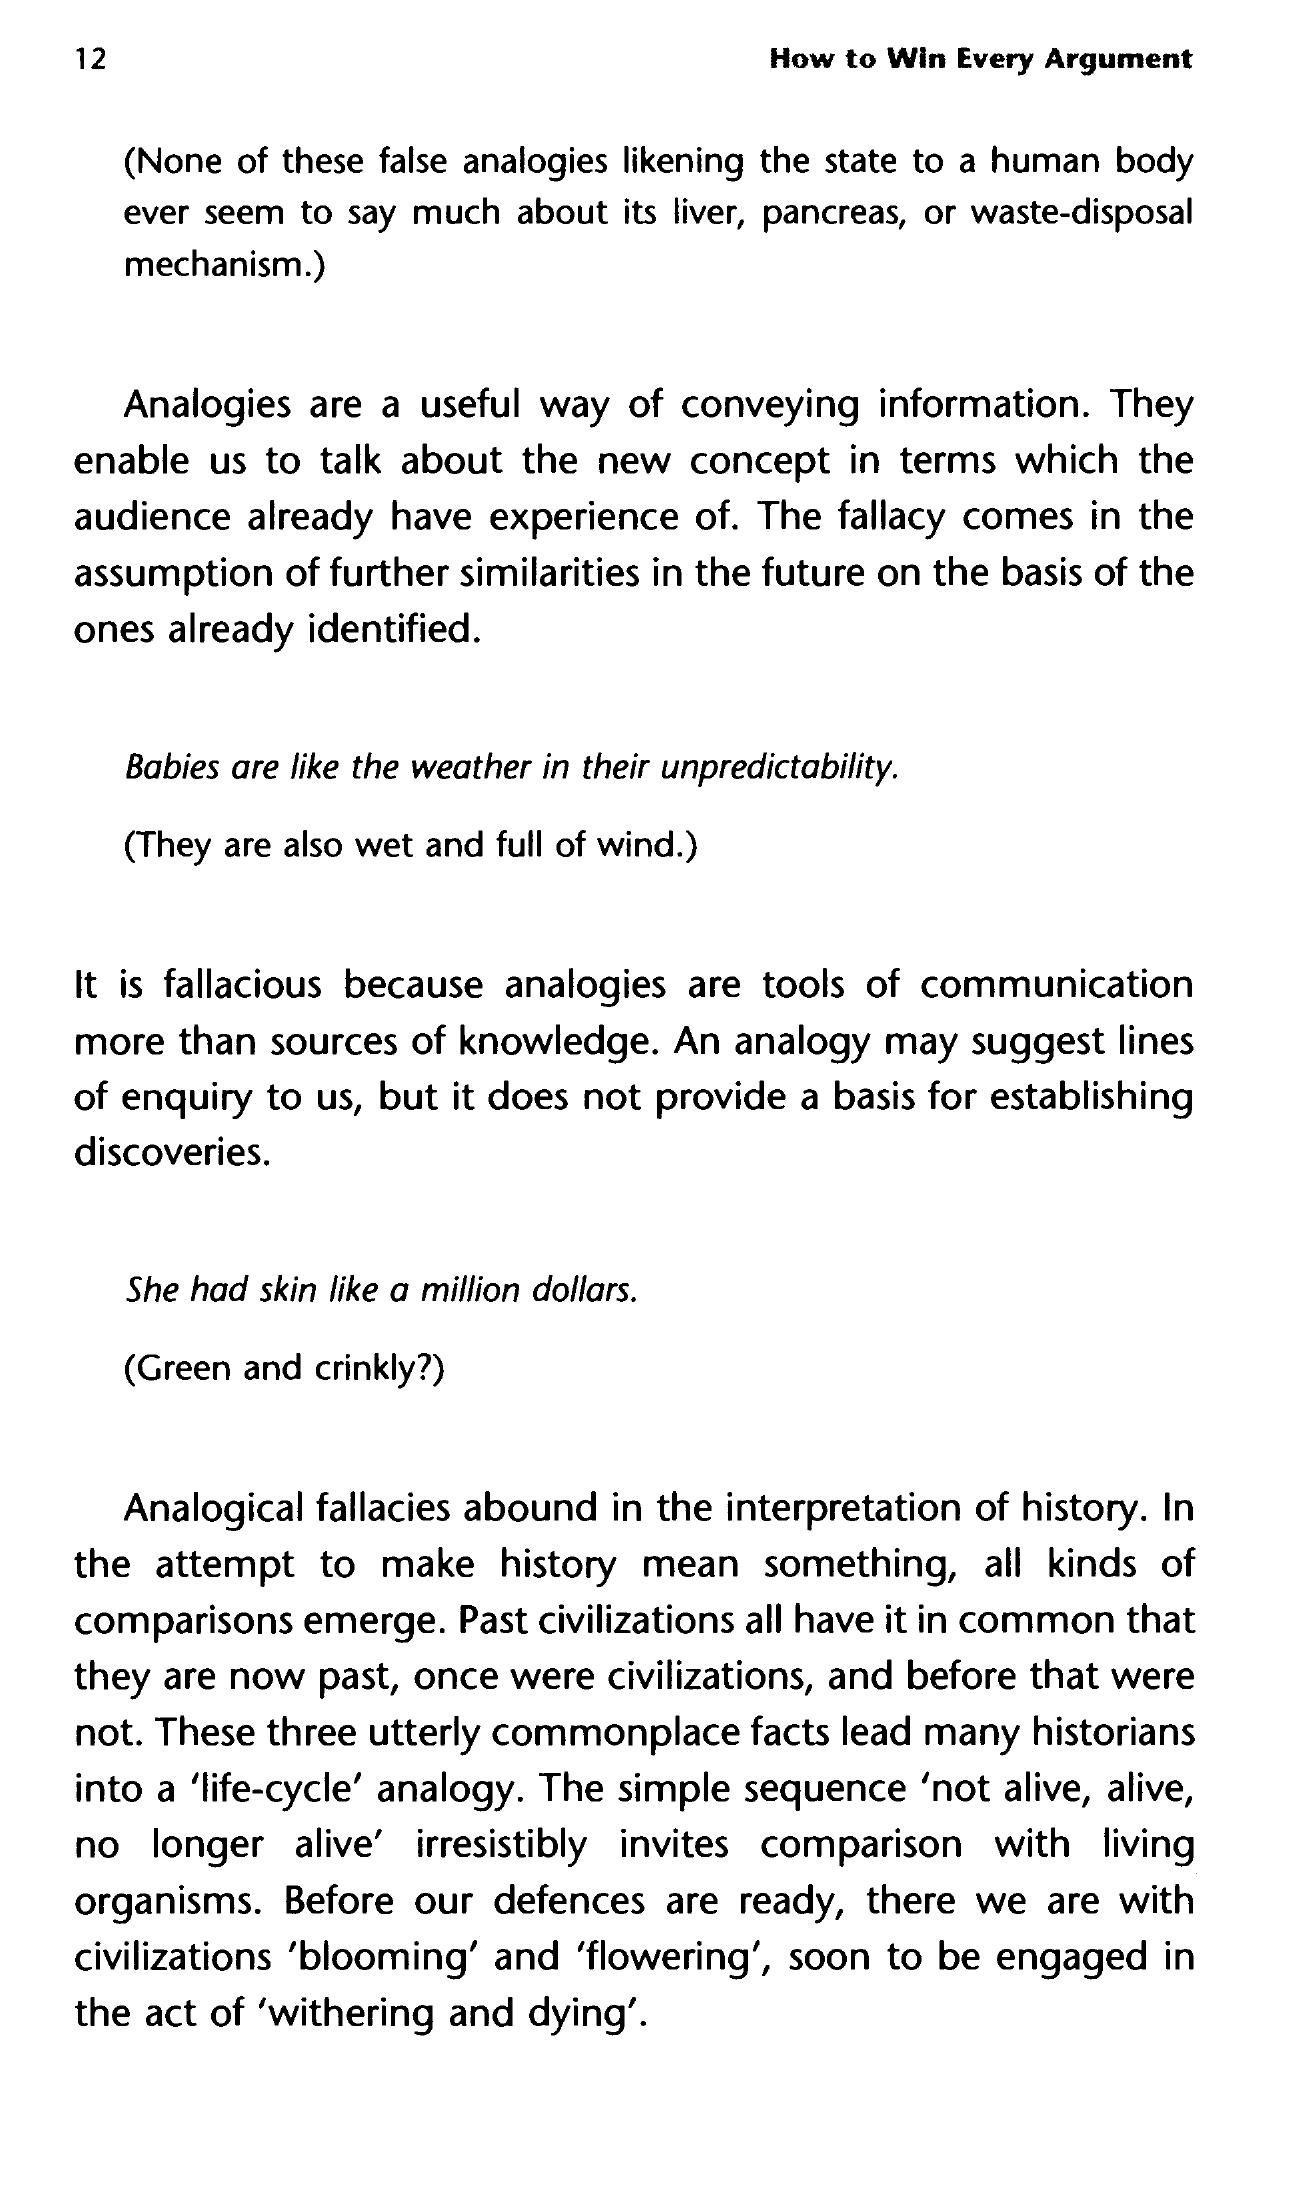 12 How to Win Every Argument
(None of these false analogies likening the state to a human body
ever seem to say much about its liver, pancreas, or waste-disposal
mechanism.)
Analogies are a useful way of conveying information. They
enable us to talk about the new concept in terms which the
audience already have experience of. The fallacy comes in the
assumption of further similarities in the future on the basis of the
ones already identified.
Babies are like the weather in their unpredictability.
(They are also wet and full of wind.)
It is fallacious because analogies are tools of communication
more than sources of knowledge. An analogy may suggest lines
of enquiry to us, but it does not provide a basis for establishing
discoveries.
She had skin like a million dollars.
(Green and crinkly?)
Analogical fallacies abound in the interpretation of history. In
the attempt to make history mean something, all kinds of
comparisons emerge. Past civilizations all have it in common that
they are now past, once were civilizations, and before that were
not. These three utterly commonplace facts lead many historians
into a 'life-cycle' analogy. The simple sequence 'not alive, alive,
no longer alive' irresistibly invites comparison with living
organisms. Before our defences are ready, there we are with
civilizations 'blooming' and 'flowering', soon to be engaged in
the act of 'withering and dying'.